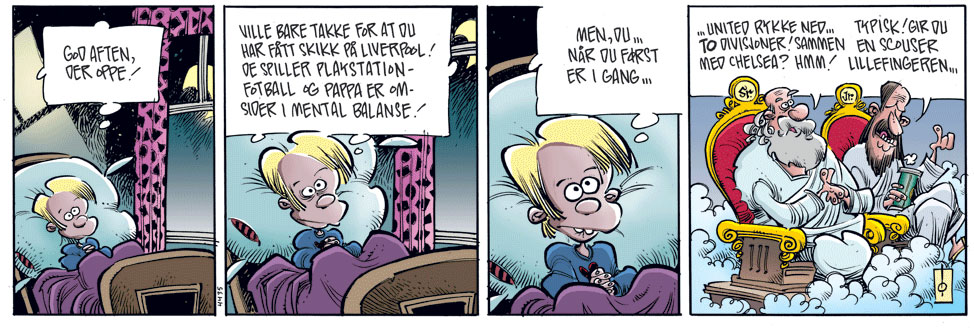 GOD AFTEN,
DER OPPE!
VILLE BARE TAKKE FOR AT DU
HAR FÅTT SKIKK PÅ LIVERPOOL!
DE SPILLER PLAYSTATION-
FOTBALL OG PAPPA ER OM-
SIDER I MENTAL BALANSE!
MEN, DU...
NÅR DU FØRST
ER I GANG...
...UNITED RYKKE NED...
TO DIVISJONER! SAMMEN
MED CHELSEA? HMM!
TYPISK! GIR DU
EN SCOUSER
LILLEFINGEREN...
Sr.
Jr.
4435
Ø